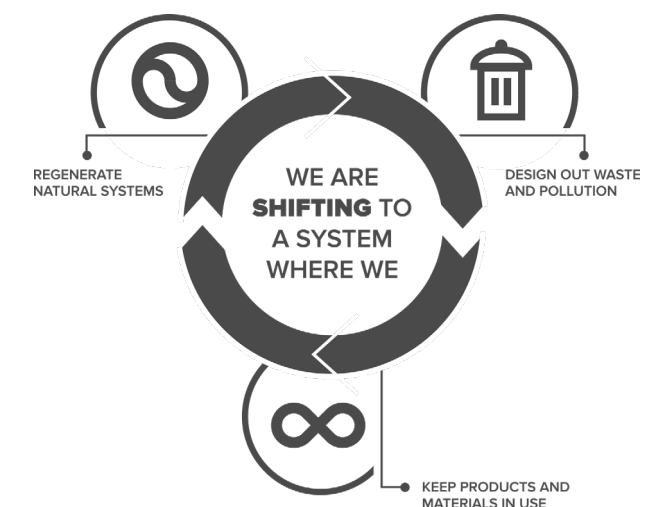 REGENERATE
NATURAL SYSTEMS
DESIGN OUT WASTE
AND POLLUTION
WE ARE
SHIFTING TO
A SYSTEM
WHERE WE
KEEP PRODUCTS AND
MATERIALS IN USE